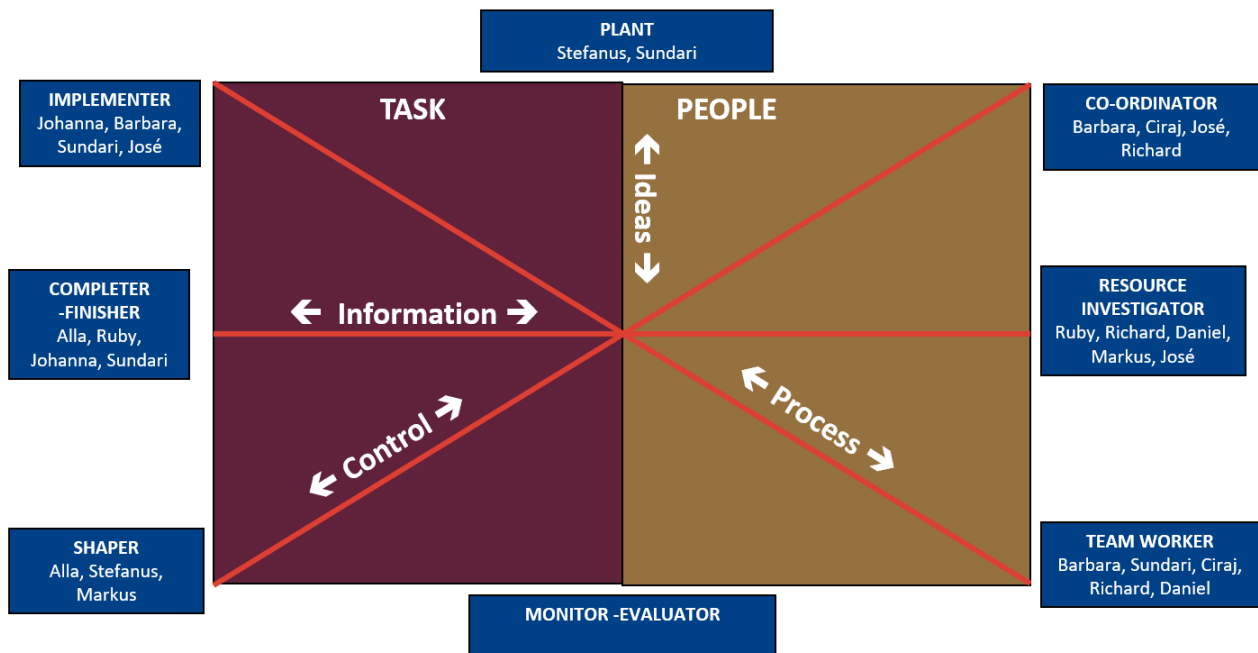 PLANT
Stefanus, Sundari
IMPLEMENTER
Johanna, Barbara,
Sundari, José
TASK
PEOPLE
CO-ORDINATOR
Barbara, Ciraj, José,
Richard
Ideas
COMPLETER
-FINISHER
Alla, Ruby,
Johanna, Sundari
Information
RESOURCE
INVESTIGATOR
Ruby, Richard, Daniel,
Markus, José
Control
Process
SHAPER
Alla, Stefanus,
Markus
TEAM WORKER
Barbara, Sundari, Ciraj,
Richard, Daniel
MONITOR -EVALUATOR